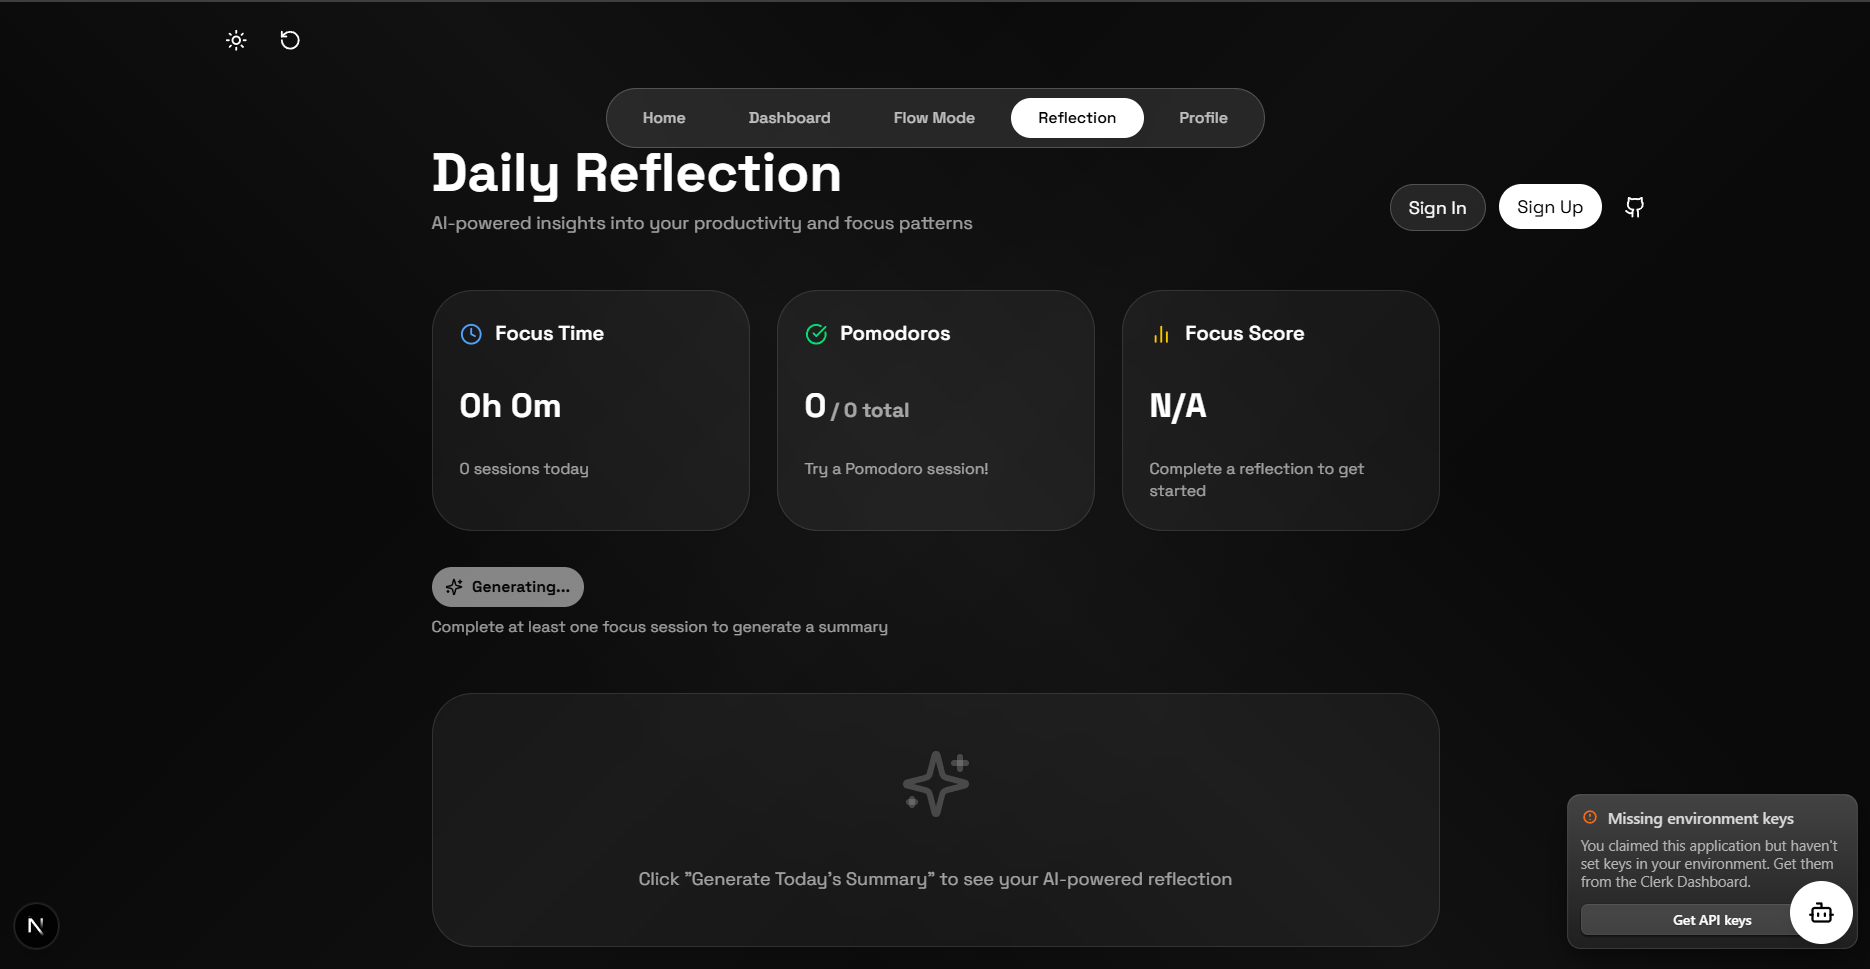 Home Dashboard Flow Mode Reflection Profile
Daily Reflection
AI-powered insights into your productivity and focus patterns
Sign In Sign Up
Focus Time
0h 0m
0 sessions today
Pomodoros
0 / 0 total
Try a Pomodoro session!
Focus Score
N/A
Complete a reflection to get
started
Generating...
Complete at least one focus session to generate a summary
Click "Generate Today's Summary" to see your AI-powered reflection
Missing environment keys
You claimed this application but haven't
set keys in your environment. Get them
from the Clerk Dashboard.
Get API keys
N